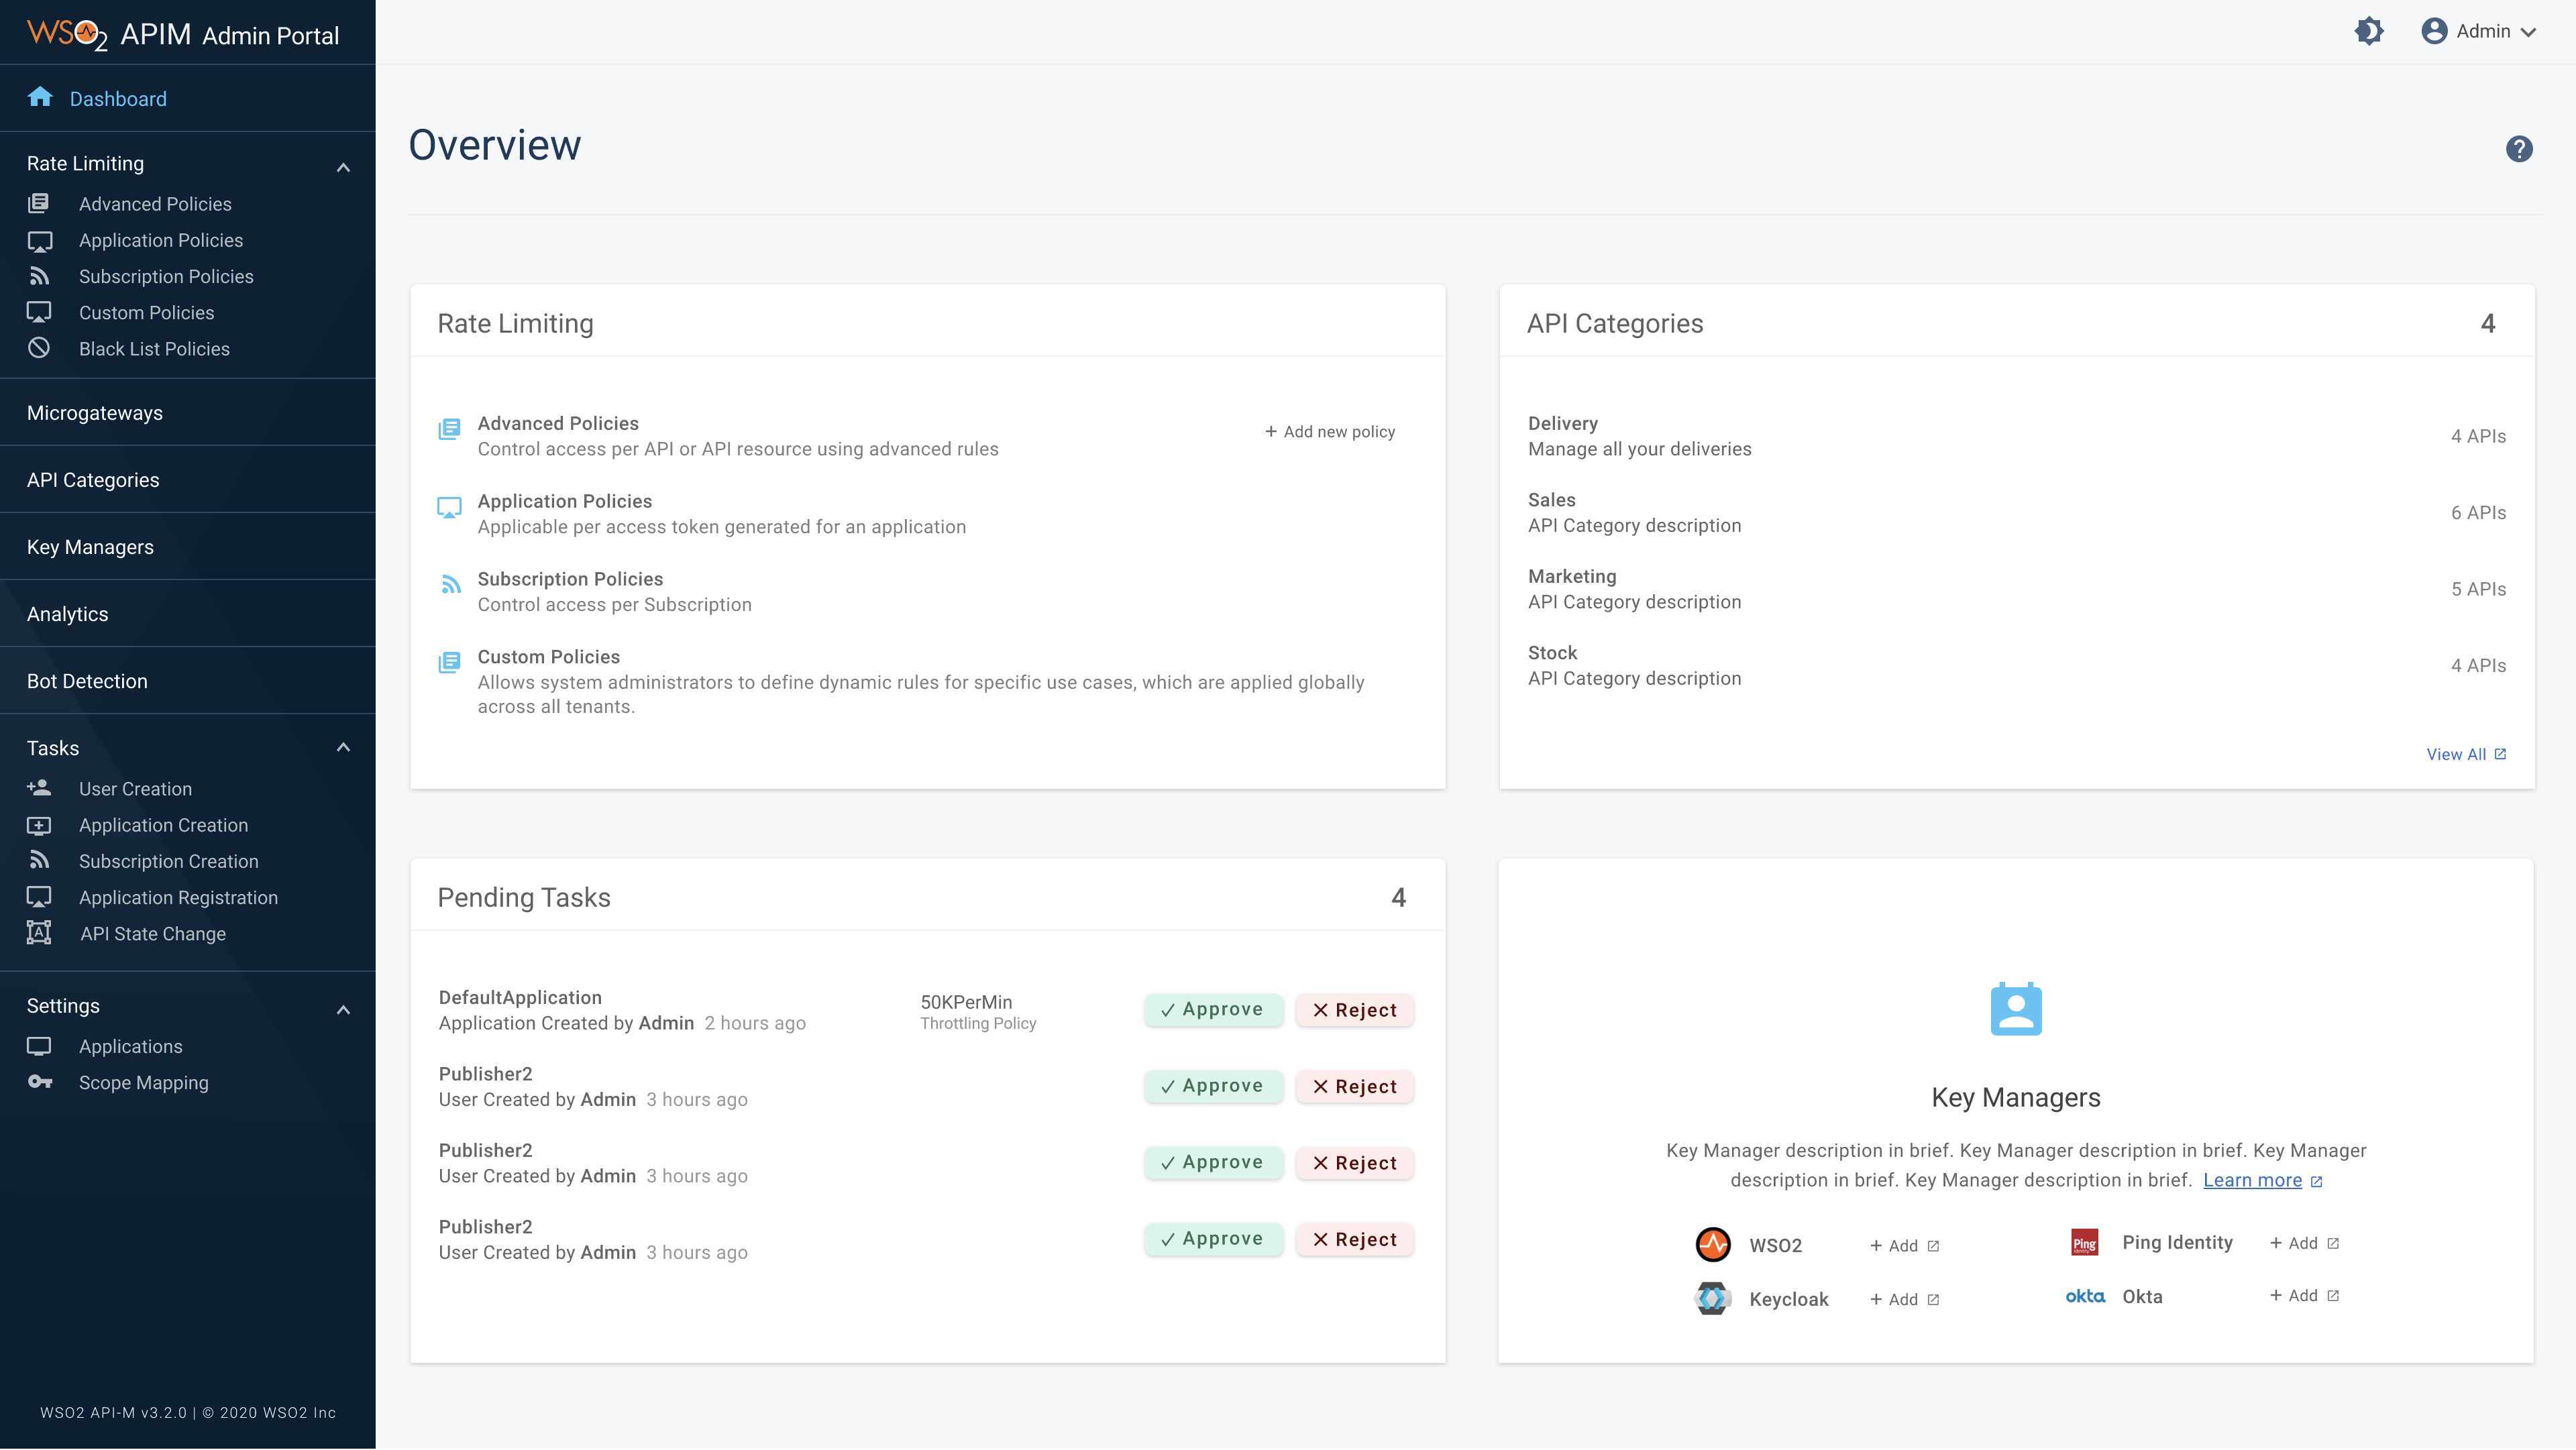 WSO2 APIM Admin Portal
Admin
Dashboard
Overview
?
Rate Limiting
Advanced Policies
Application Policies
Subscription Policies
Custom Policies
Black List Policies
Microgateways
API Categories
Key Managers
Analytics
Bot Detection
Tasks
User Creation
Application Creation
Subscription Creation
Application Registration
A
API State Change
Settings
Applications
Scope Mapping
WSO2 API-M v3.2.0 | © 2020 WSO2 Inc
Rate Limiting
Advanced Policies
Control access per API or API resource using advanced rules
+ Add new policy
Application Policies
Applicable per access token generated for an application
Subscription Policies
Control access per Subscription
Custom Policies
Allows system administrators to define dynamic rules for specific use cases, which are applied globally
across all tenants.
API Categories 4
Delivery
Manage all your deliveries
4 APIs
Sales
API Category description
6 APIs
Marketing
API Category description
5 APIs
Stock
API Category description
4 APIs
View All
Pending Tasks 4
DefaultApplication
Application Created by Admin 2 hours ago
50KPerMin
Throttling Policy
Approve
Reject
Publisher2
User Created by Admin 3 hours ago
Approve
Reject
Publisher2
User Created by Admin 3 hours ago
Approve
Reject
Publisher2
User Created by Admin 3 hours ago
Approve
Reject
Key Managers
Key Manager description in brief. Key Manager description in brief. Key Manager
description in brief. Key Manager description in brief. Learn more
WSO2 + Add
Ping Ping Identity + Add
Keycloak + Add
okta Okta + Add